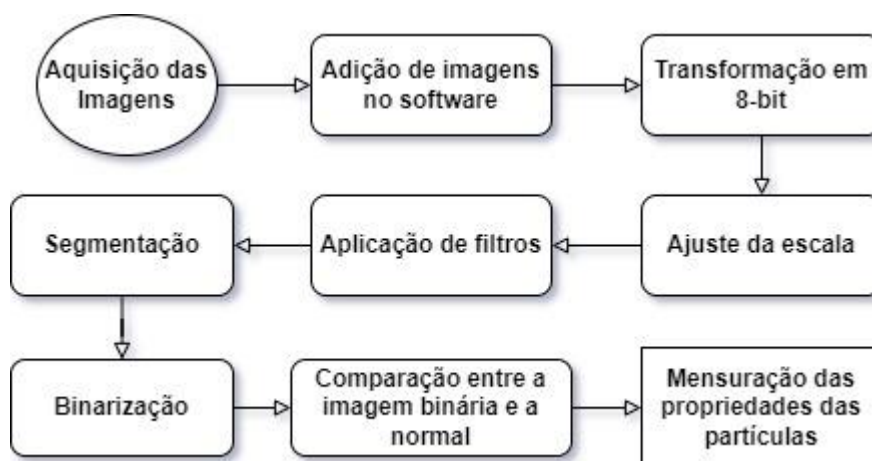 Aquisição das
Imagens
Adição de imagens
no software
Transformação em
8-bit
Ajuste da escala
Aplicação de filtros
Segmentação
Binarização
Comparação entre a
imagem binária e a
normal
Mensuração das
propriedades das
partículas